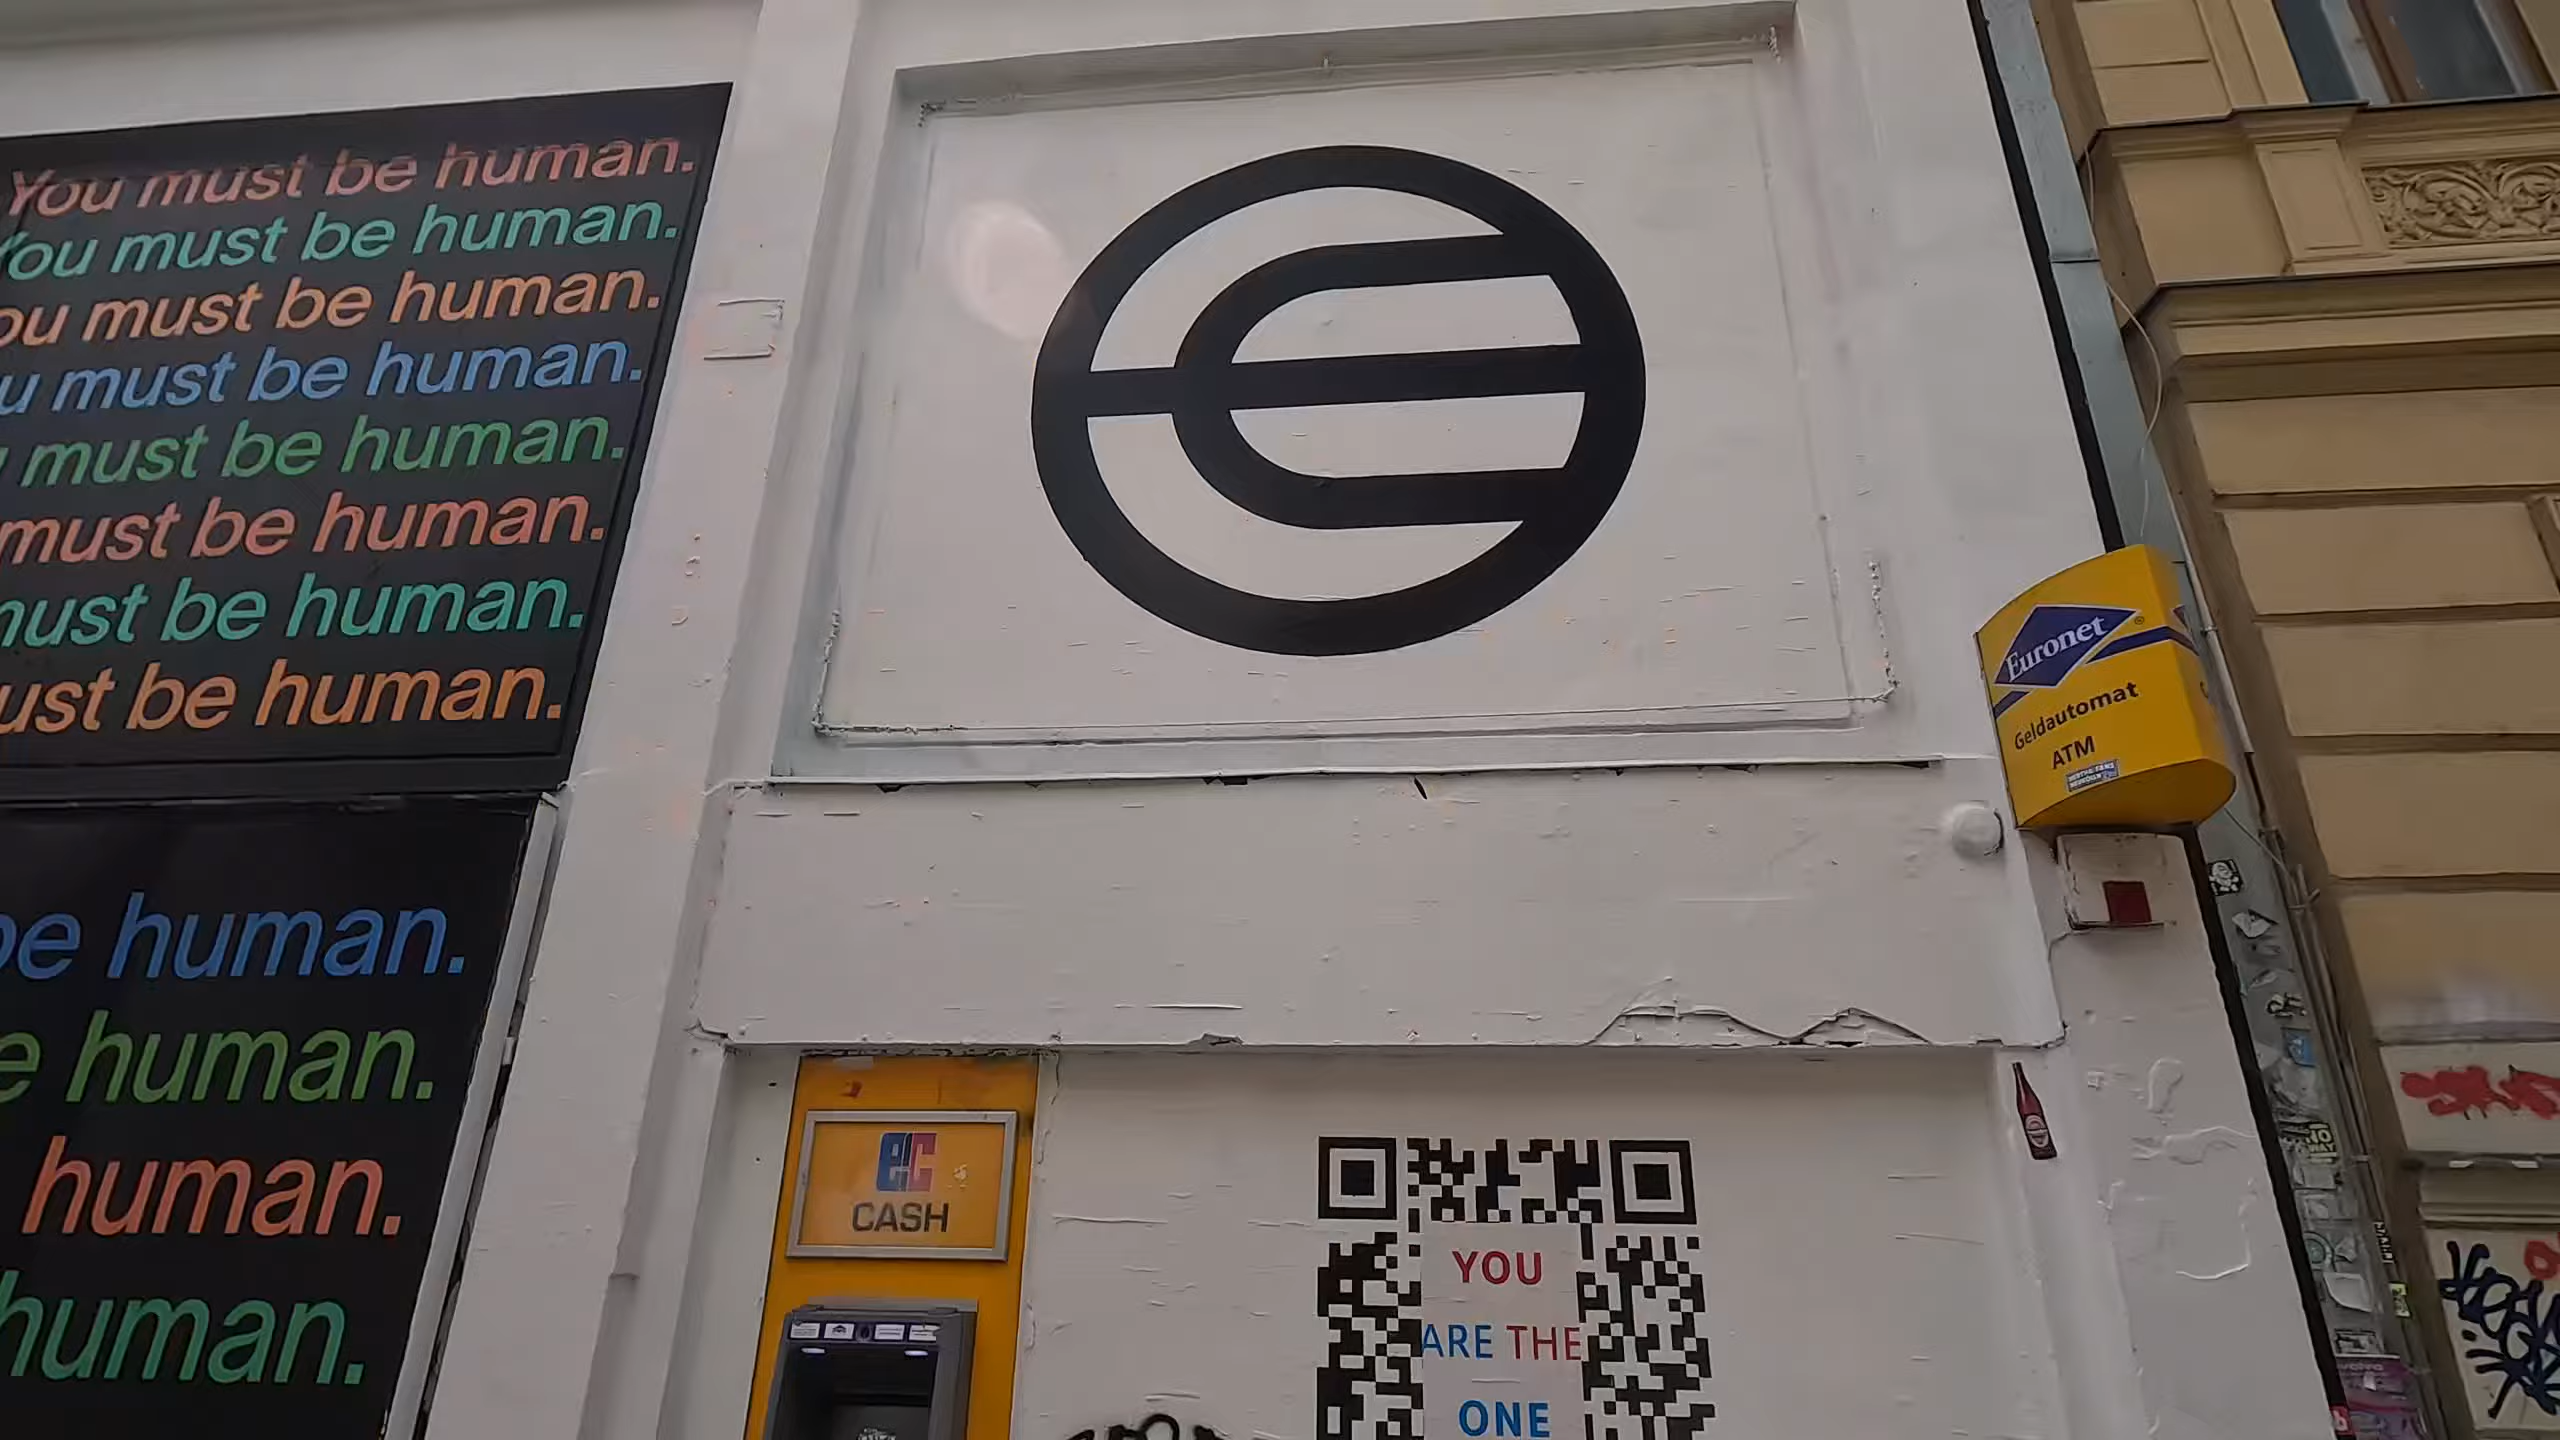 You must be human.
You must be human.
ou must be human.
u must be human.
must be human.
must be human.
must be human.
ust be human.
be human.
e human.
human.
human.
Euronet
Geldautomat
ATM
ec
CASH
YOU
ARE THE
ONE